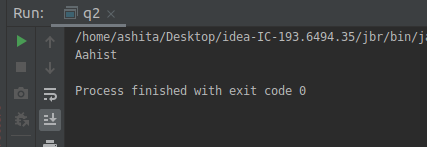 Run: q2 ×
/home/ashita/Desktop/idea-IC-193.6494.35/jbr/bin/ja
Aahist
Process finished with exit code 0